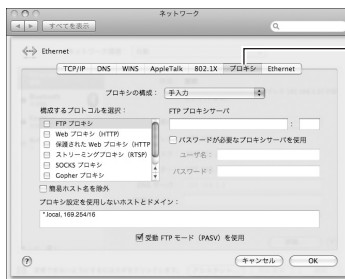 ネットワーク
すべてを表示
Ethernet
TCP/IP DNS WINS AppleTalk 802.1X プロキシ Ethernet
プロキシの構成： 手入力
構成するプロトコルを選択：
FTP プロキシ
Web プロキシ（HTTP）
保護された Web プロキシ（HTTP
ストリーミングプロキシ（RTSP）
SOCKS プロキシ
Gopher プロキシ
FTP プロキシサーバ
:
パスワードが必要なプロキシサーバを使用
ユーザ名：
パスワード：
簡易ホスト名を除外
プロキシ設定を使用しないホストとドメイン：
*.local, 169.254/16
受動 FTP モード（PASV）を使用
? キャンセル OK